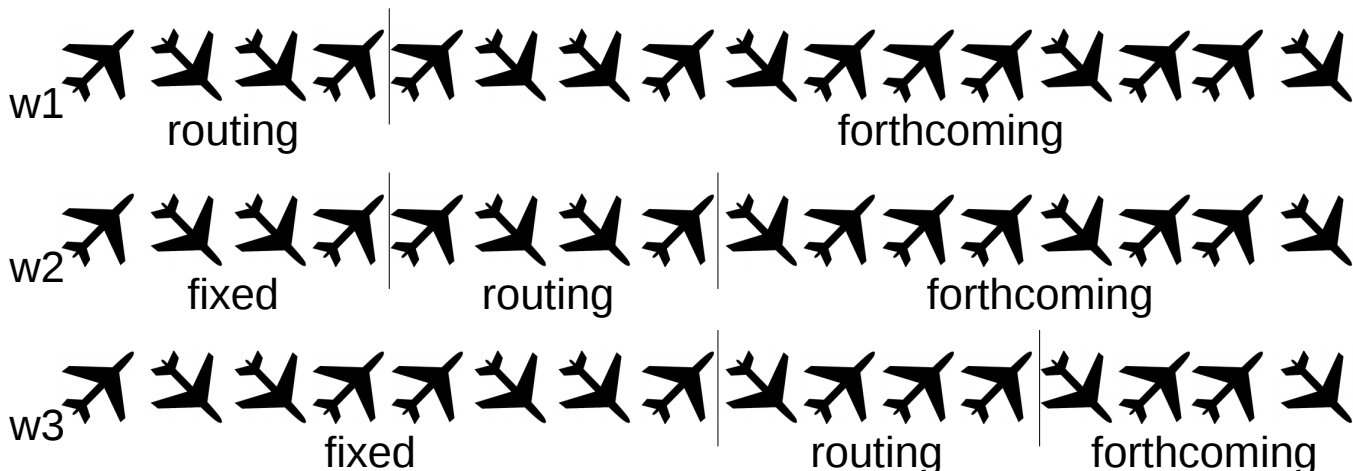 w1
routing forthcoming
w2
fixed routing forthcoming
w3
fixed routing forthcoming